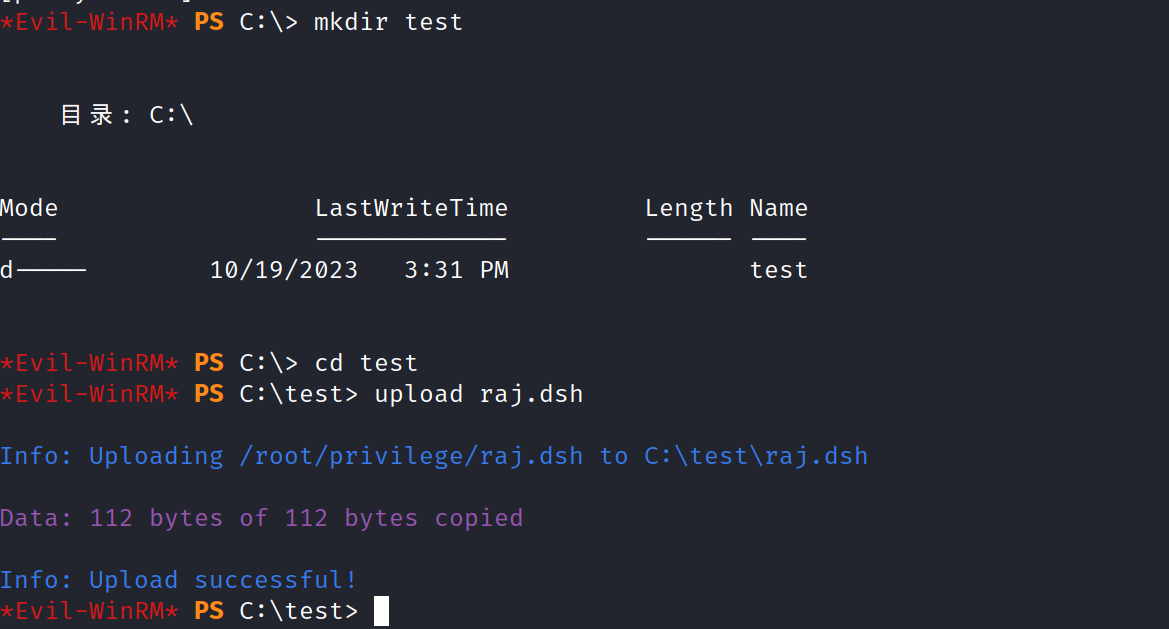 *Evil-WinRM* PS C:\> mkdir test
目录: C:\
Mode LastWriteTime Length Name
---- ------------- ------ ----
d----- 10/19/2023 3:31 PM test
*Evil-WinRM* PS C:\> cd test
*Evil-WinRM* PS C:\test> upload raj.dsh
Info: Uploading /root/privilege/raj.dsh to C:\test\raj.dsh
Data: 112 bytes of 112 bytes copied
Info: Upload successful!
*Evil-WinRM* PS C:\test>